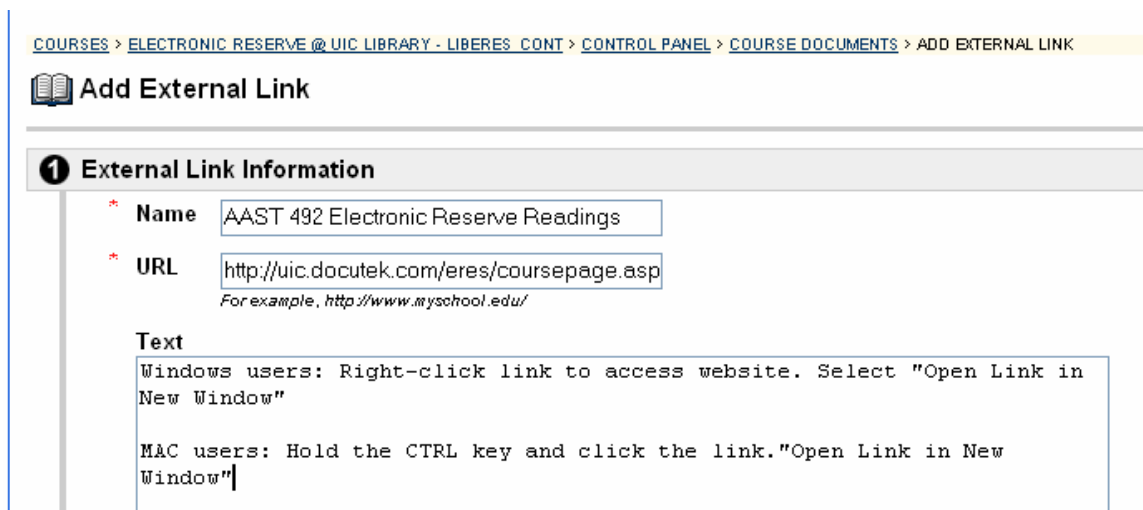 COURSES > ELECTRONIC RESERVE @ UIC LIBRARY - LIBERES_CONT > CONTROL PANEL > COURSE DOCUMENTS > ADD EXTERNAL LINK
Add External Link
1 External Link Information
* Name AAST 492 Electronic Reserve Readings
* URL http://uic.docutek.com/eres/coursepage.asp
For example, http://www.myschool.edu/
Text
Windows users: Right-click link to access website. Select "Open Link in
New Window"
MAC users: Hold the CTRL key and click the link."Open Link in New
Window"